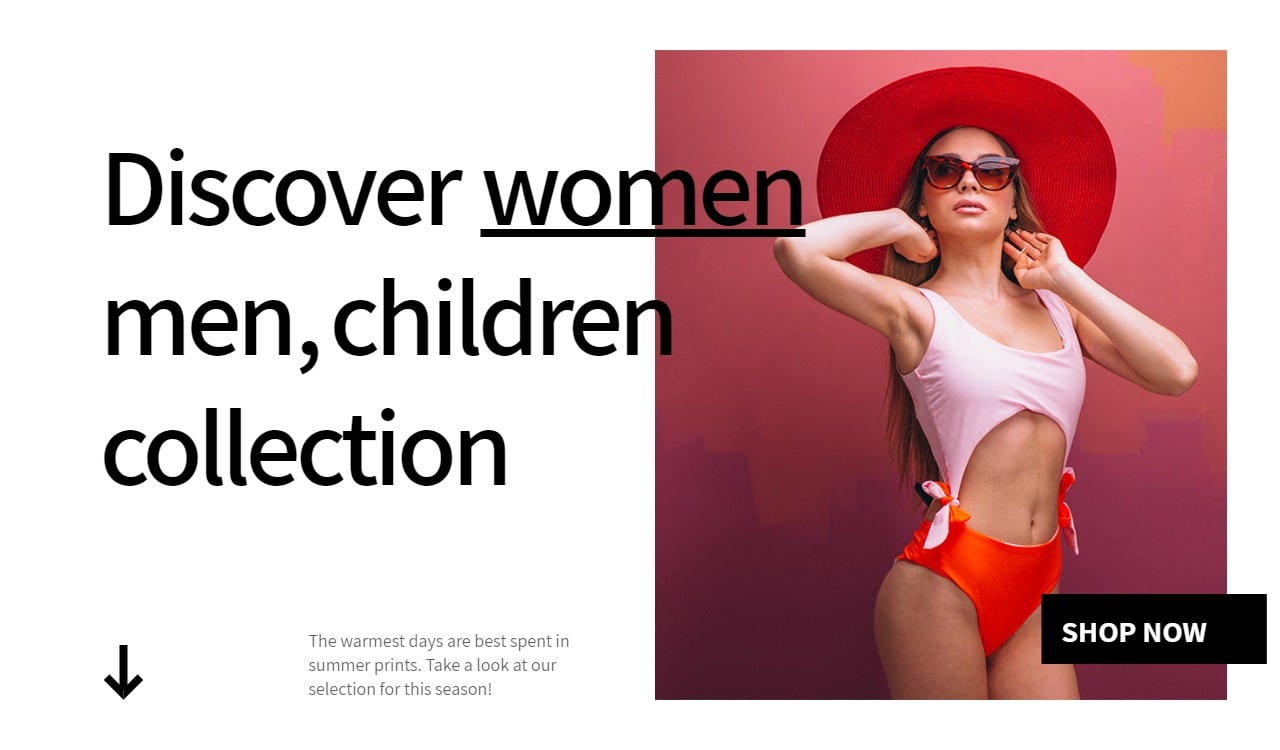 Discover women
men, children
collection
The warmest days are best spent in
summer prints. Take a look at our
selection for this season!
SHOP NOW